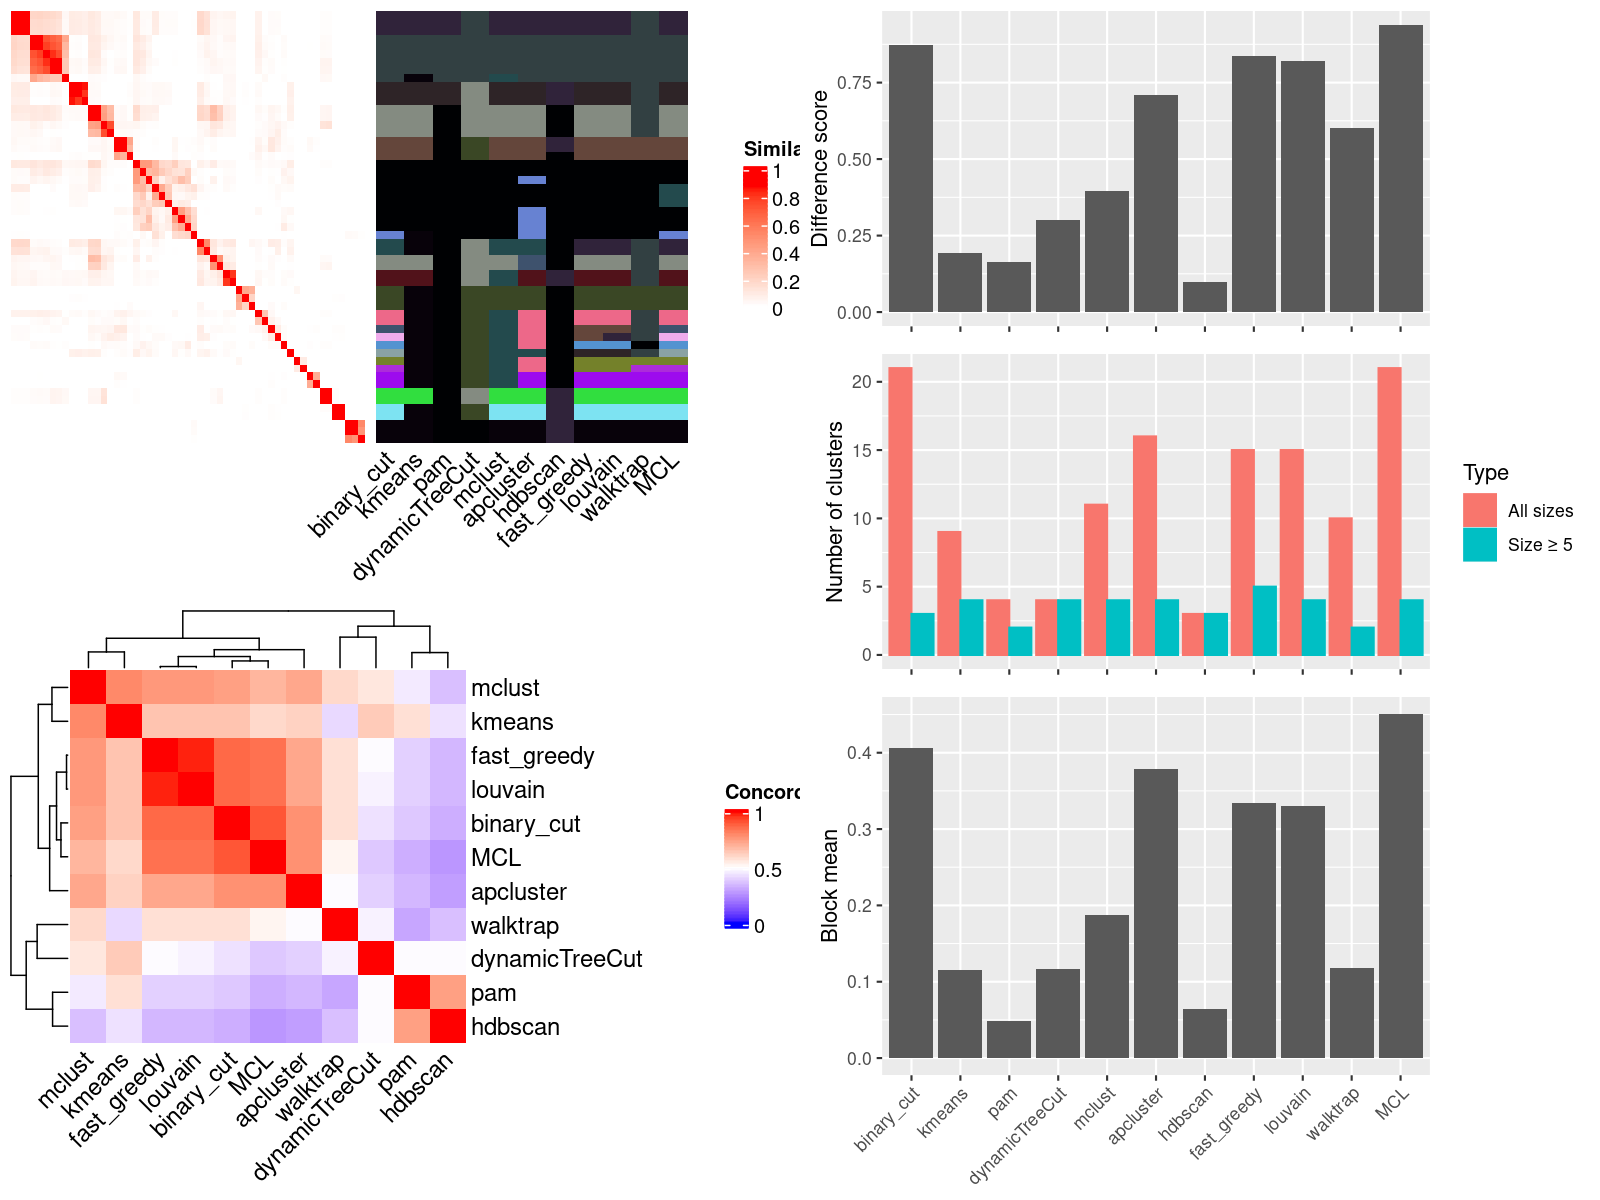 Simila
1
0.8
0.6
0.4
0.2
0
binary_cut
kmeans
pam
dynamicTreeCut
mclust
apcluster
hdbscan
fast_greedy
louvain
walktrap
MCL
mclust
kmeans
fast_greedy
louvain
binary_cut
MCL
apcluster
walktrap
dynamicTreeCut
pam
hdbscan
mclust
kmeans
fast_greedy
louvain
binary_cut
MCL
apcluster
walktrap
dynamicTreeCut
pam
hdbscan
Concord
1
0.5
0
Difference score
0.75
0.50
0.25
0.00
Number of clusters
20
15
10
5
0
Type
All sizes
Size ≥ 5
Block mean
0.4
0.3
0.2
0.1
0.0
binary_cut
kmeans
pam
dynamicTreeCut
mclust
apcluster
hdbscan
fast_greedy
louvain
walktrap
MCL